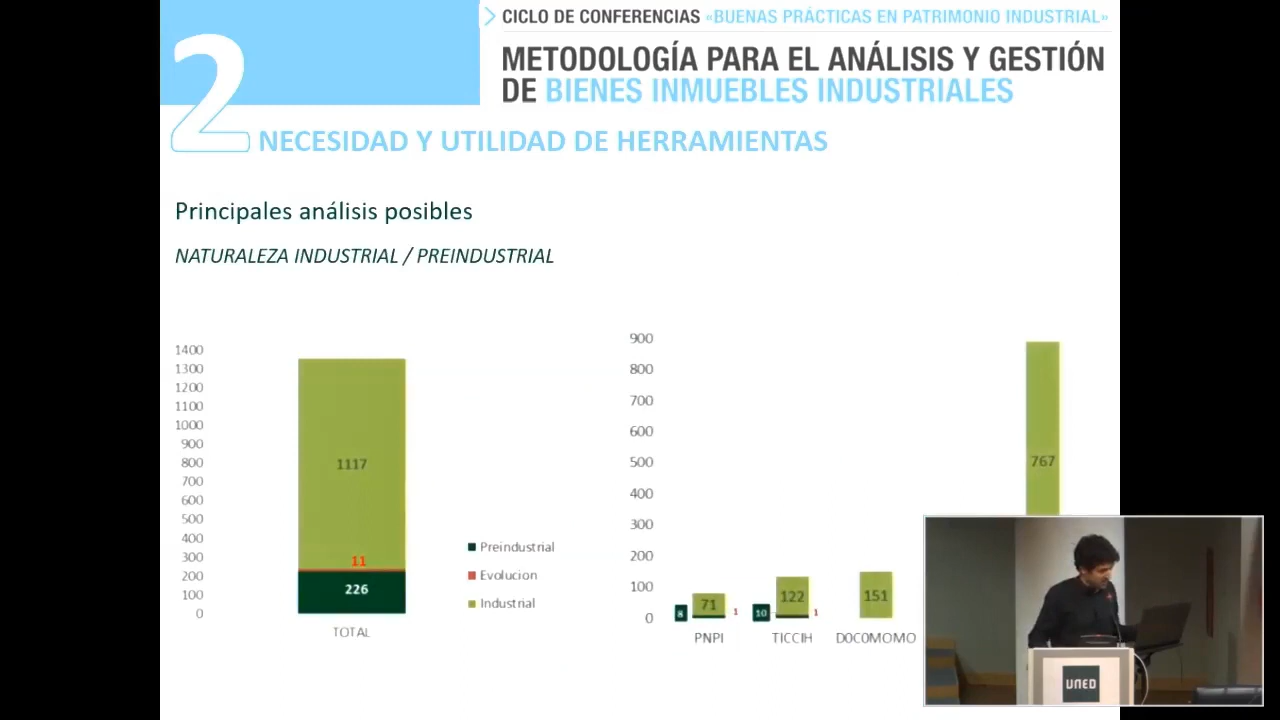 CICLO DE CONFERENCIAS «BUENAS PRÁCTICAS EN PATRIMONIO INDUSTRIAL»
METODOLOGÍA PARA EL ANÁLISIS Y GESTIÓN
DE BIENES INMUEBLES INDUSTRIALES
2 NECESIDAD Y UTILIDAD DE HERRAMIENTAS
Principales análisis posibles
NATURALEZA INDUSTRIAL / PREINDUSTRIAL
1400
1300
1200
1100
1000
900
800
700
600
500
400
300
200
100
0
1117
11
226
TOTAL
Preindustrial
Evolucion
Industrial
900
800
700
600
500
400
300
200
100
0
8
71
1
10
122
1
151
767
PNPI
TICCIH
DOCOMOMO
UNED